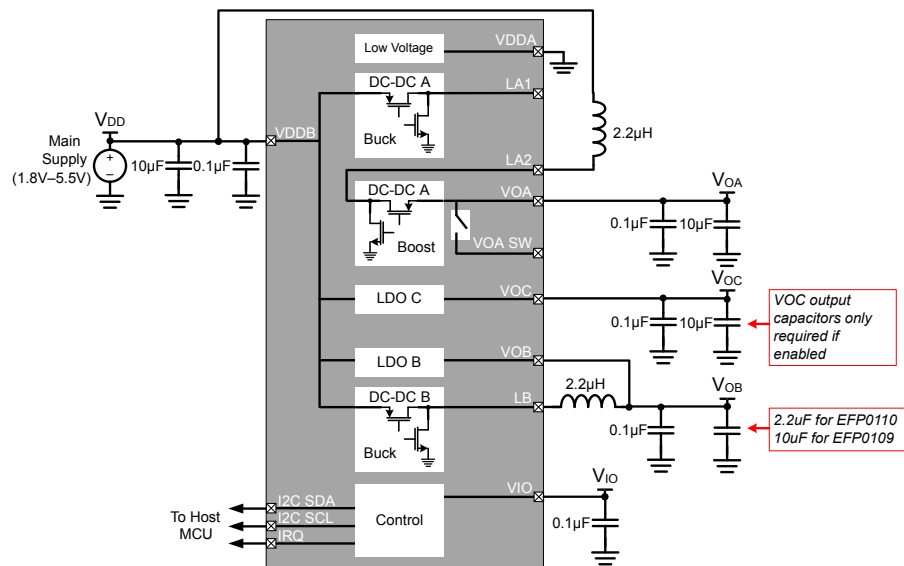 Low Voltage
VDDA
DC-DC A
LA1
Buck
2.2µH
VDD
VDDB
Main
Supply
(1.8V–5.5V)
+
–
10µF
0.1µF
LA2
DC-DC A
VOA
Boost
VOA SW
VOA
0.1µF
10µF
LDO C
VOC
VOC
0.1µF
10µF
VOC output
capacitors only
required if
enabled
LDO B
VOB
DC-DC B
LB
Buck
2.2µH
VOB
0.1µF
2.2uF for EFP0110
10uF for EFP0109
I2C SDA
I2C SCL
IRQ
To Host
MCU
Control
VIO
VIO
0.1µF